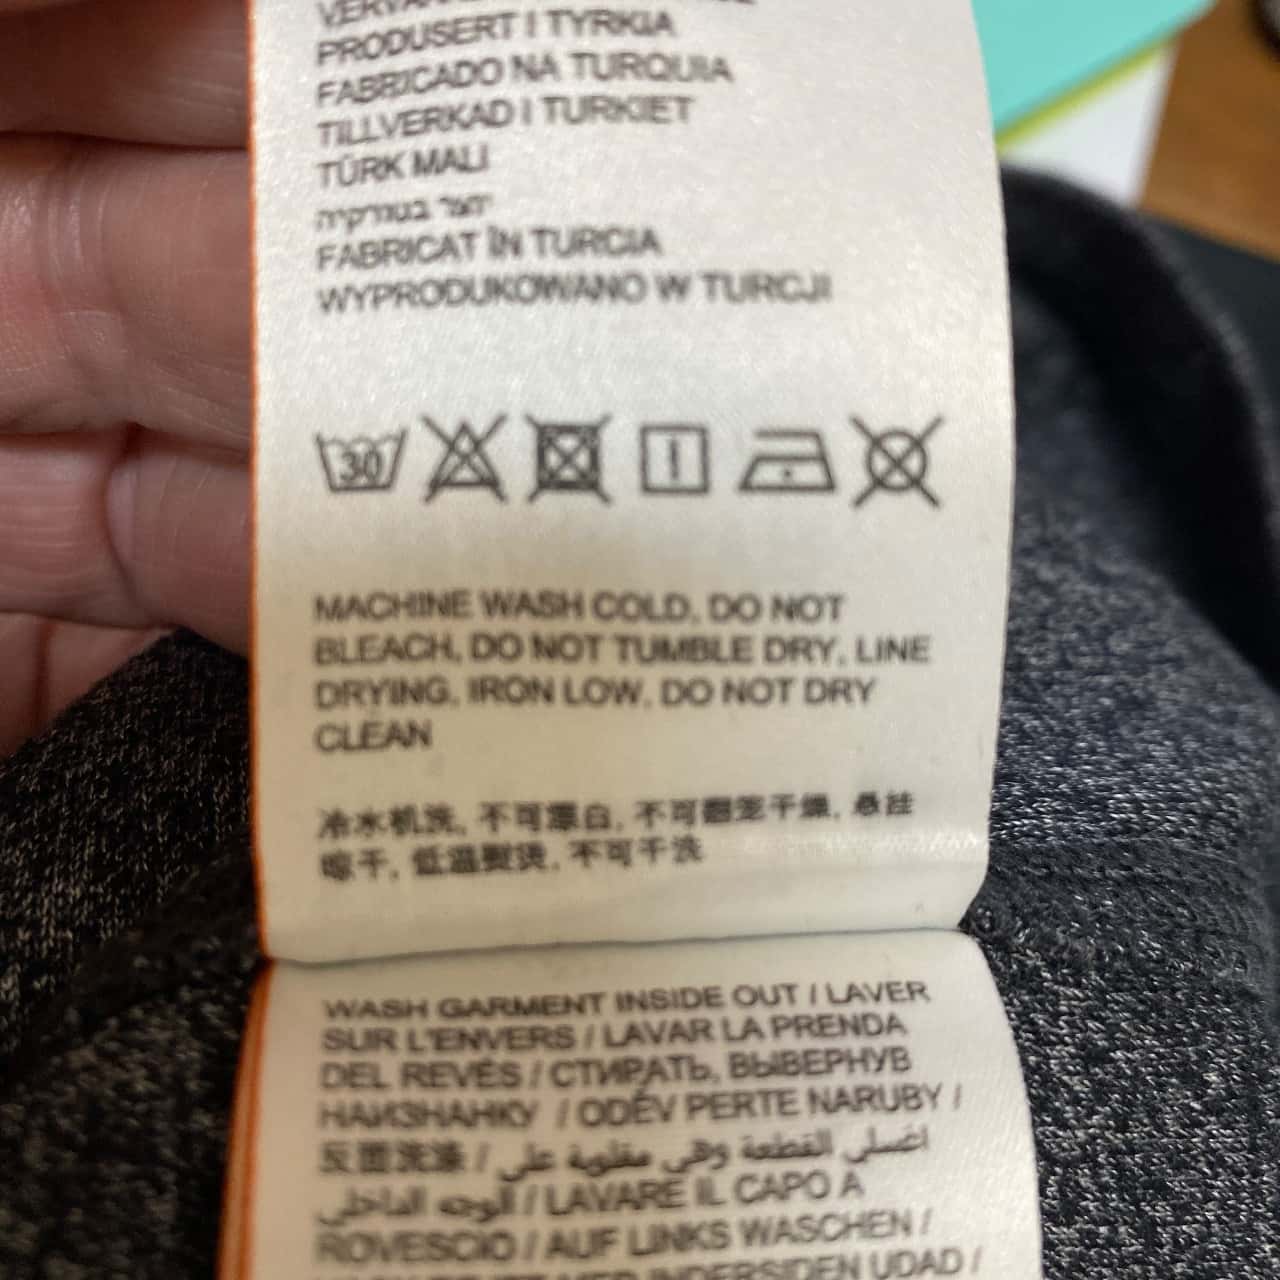 PRODUSERT I TYRKIA
FABRICADO NA TURQUIA
TILLVERKAD I TURKIET
TÜRK MALI
יוצר בטורקיה
FABRICAT ÎN TURCIA
WYPRODUKOWANO W TURCJI
30
MACHINE WASH COLD, DO NOT
BLEACH, DO NOT TUMBLE DRY, LINE
DRYING, IRON LOW, DO NOT DRY
CLEAN
冷水机洗, 不可漂白, 不可翻笼干燥, 悬挂
晾干, 低温熨烫, 不可干洗
WASH GARMENT INSIDE OUT / LAVER
SUR L'ENVERS / LAVAR LA PRENDA
DEL REVÉS / СТИРАТЬ, ВЫВЕРНУВ
НАИЗНАНКУ / ODĚV PERTE NARUBY /
反面洗涤 / اغسلي القطعة وهي مقلوبة على
الوجه الداخلي / LAVARE IL CAPO A
ROVESCIO / AUF LINKS WASCHEN /
INDERSIDEN UDAD /